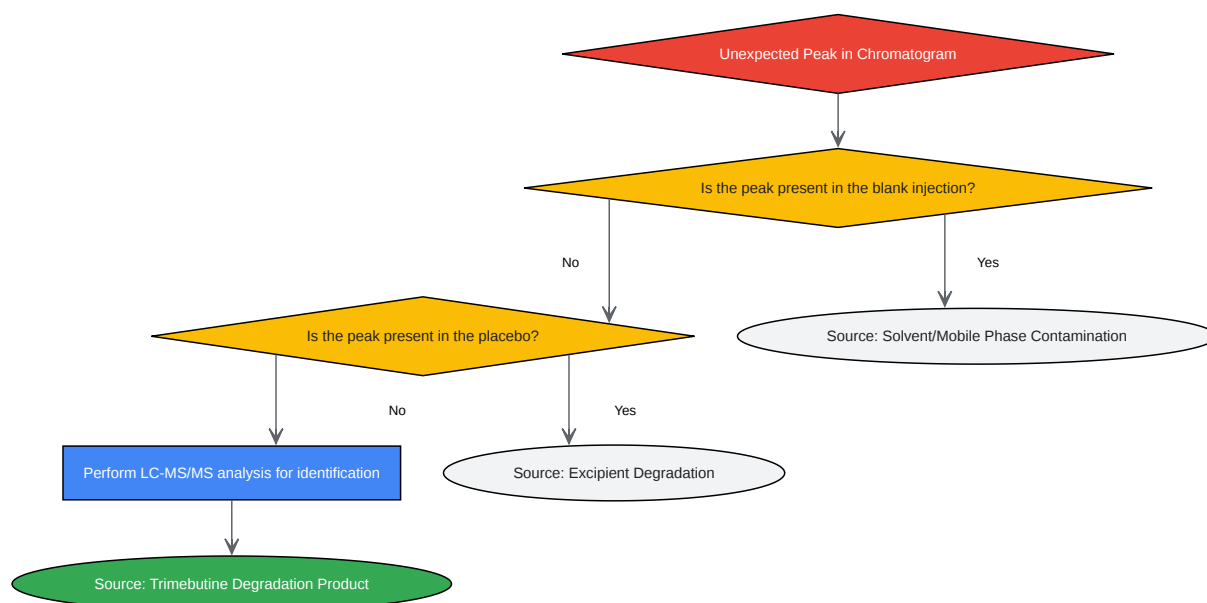 Unexpected Peak in Chromatogram
Is the peak present in the blank injection?
No
Yes
Is the peak present in the placebo?
Source: Solvent/Mobile Phase Contamination
No
Yes
Perform LC-MS/MS analysis for identification
Source: Excipient Degradation
Source: Trimebutine Degradation Product